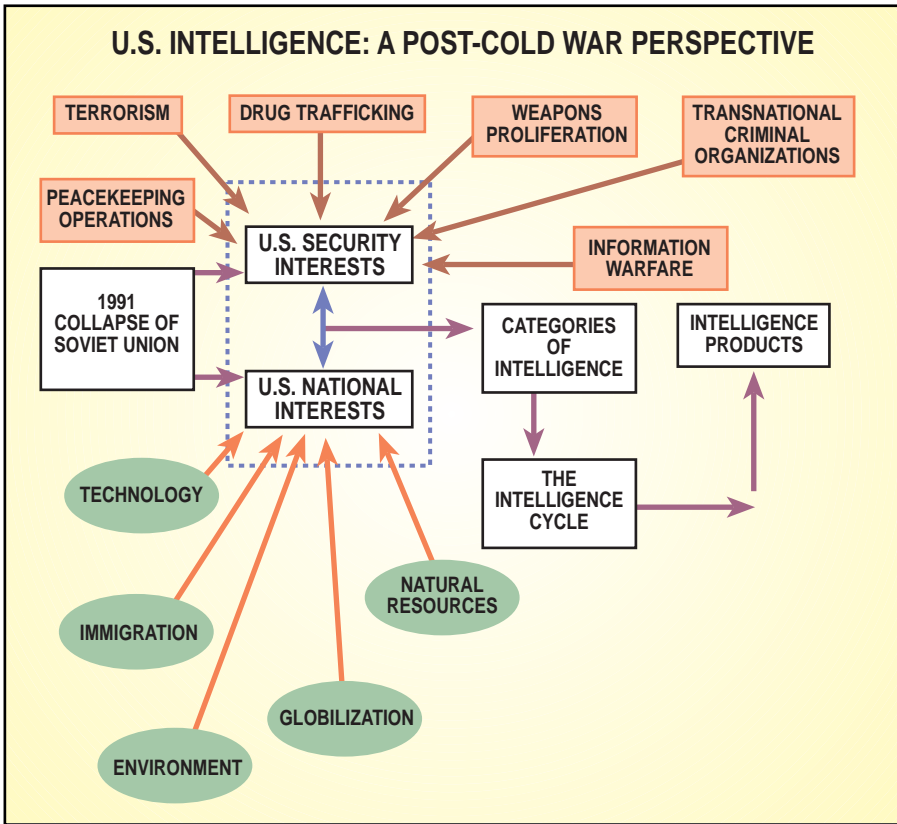 U.S. INTELLIGENCE: A POST-COLD WAR PERSPECTIVE
TERRORISM
DRUG TRAFFICKING
WEAPONS
PROLIFERATION
TRANSNATIONAL
CRIMINAL
ORGANIZATIONS
PEACEKEEPING
OPERATIONS
U.S. SECURITY
INTERESTS
INFORMATION
WARFARE
1991
COLLAPSE OF
SOVIET UNION
CATEGORIES
OF
INTELLIGENCE
INTELLIGENCE
PRODUCTS
U.S. NATIONAL
INTERESTS
THE
INTELLIGENCE
CYCLE
TECHNOLOGY
NATURAL
RESOURCES
IMMIGRATION
GLOBILIZATION
ENVIRONMENT